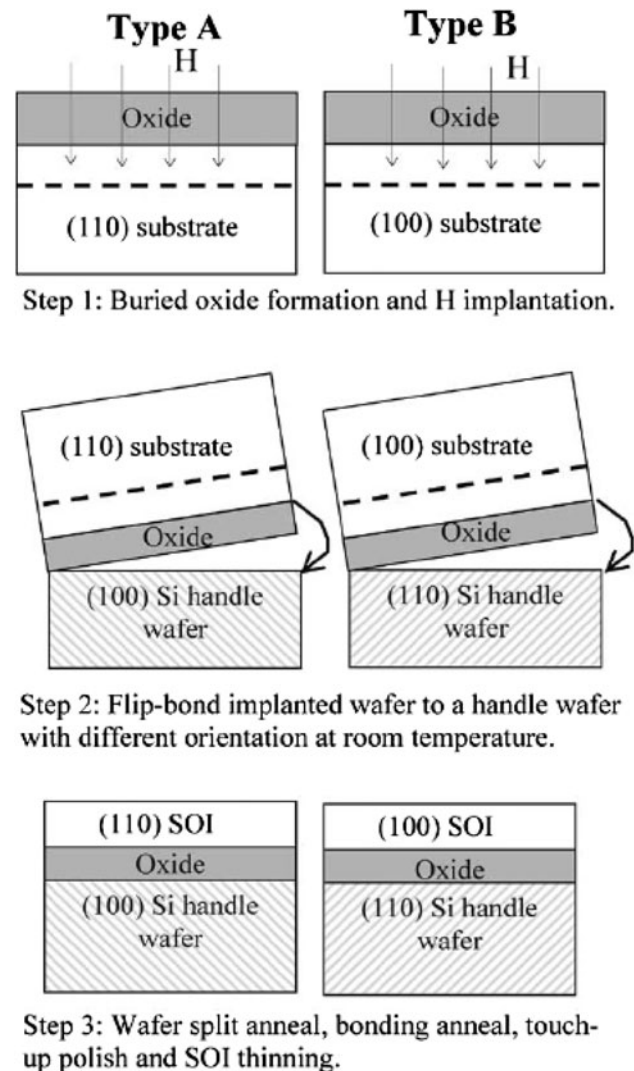 Type A
Type B
H
H
Oxide
Oxide
(110) substrate
(100) substrate
Step 1: Buried oxide formation and H implantation.
(110) substrate
(100) substrate
Oxide
Oxide
(100) Si handle
wafer
(110) Si handle
wafer
Step 2: Flip-bond implanted wafer to a handle wafer
with different orientation at room temperature.
(110) SOI
(100) SOI
Oxide
Oxide
(100) Si handle
wafer
(110) Si handle
wafer
Step 3: Wafer split anneal, bonding anneal, touch-
up polish and SOI thinning.